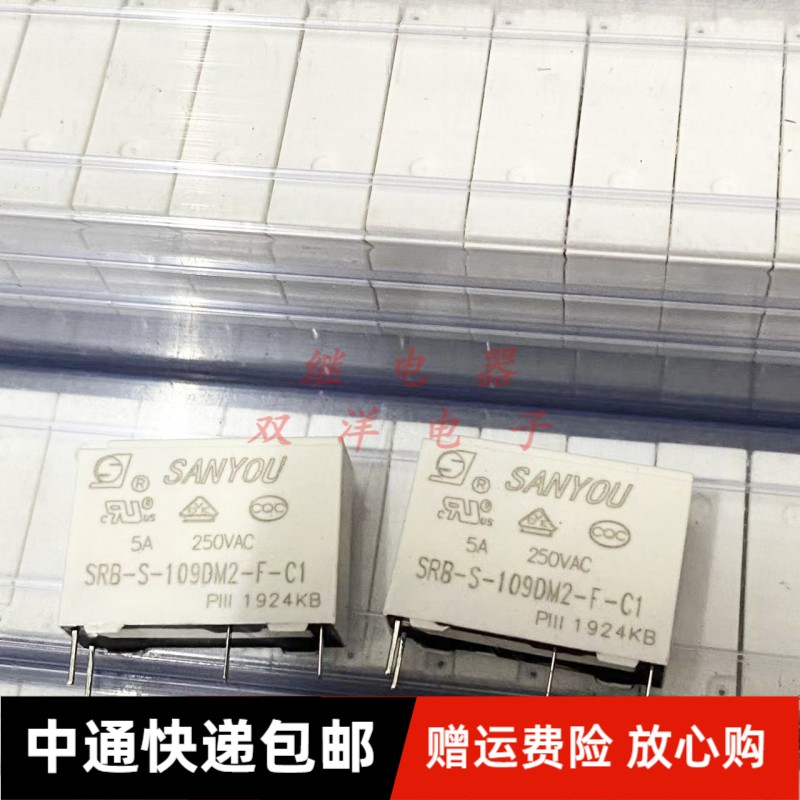 继电器
双洋电子
® SANYOU
5A 250VAC
SRB-S-109DM2-F-C1
PIII 1924KB
® SANYOU
5A 250VAC
SRB-S-109DM2-F-C1
PIII 1924KB
中通快递包邮
赠运费险 放心购